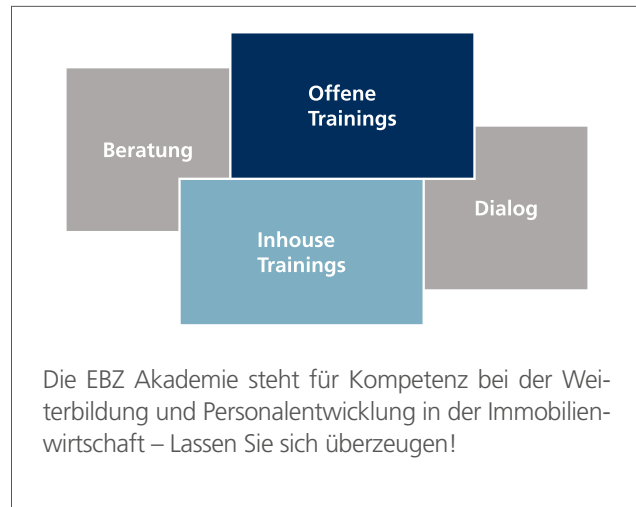 Offene
Trainings
Beratung
Dialog
Inhouse
Trainings
Die EBZ Akademie steht für Kompetenz bei der Wei-
terbildung und Personalentwicklung in der Immobilien-
wirtschaft – Lassen Sie sich überzeugen!